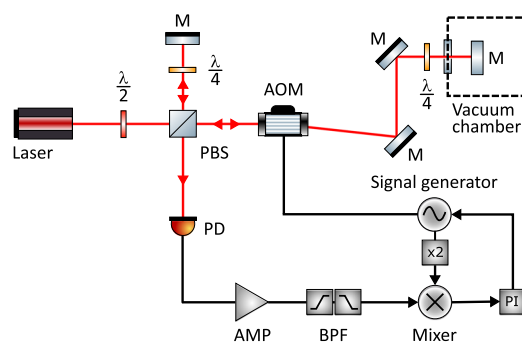 M
λ/4
M
M
λ/2
AOM
λ/4
Vacuum
chamber
Laser
PBS
M
Signal generator
PD
x2
PI
AMP
BPF
Mixer